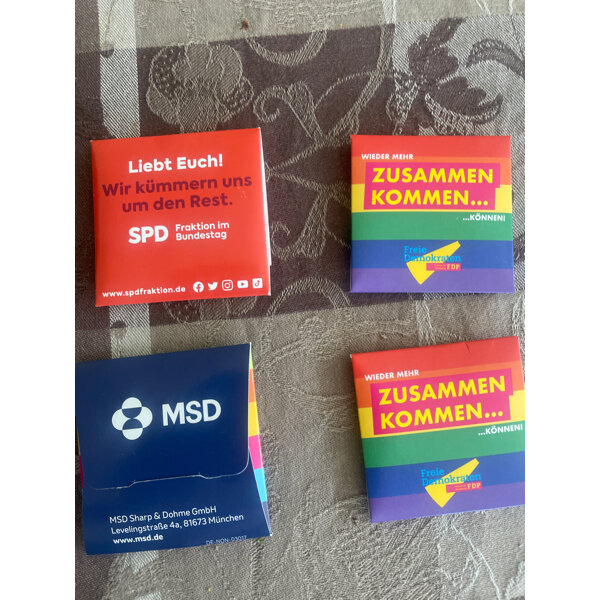 Liebt Euch!
Wir kümmern uns
um den Rest.
SPD Fraktion im
Bundestag
www.spdfraktion.de
WIEDER MEHR
ZUSAMMEN
KOMMEN...
...KÖNNEN!
Freie
Demokraten
FDP
MSD
MSD Sharp & Dohme GmbH
Levelingstraße 4a, 81673 München
www.msd.de
WIEDER MEHR
ZUSAMMEN
KOMMEN...
...KÖNNEN!
Freie
Demokraten
FDP